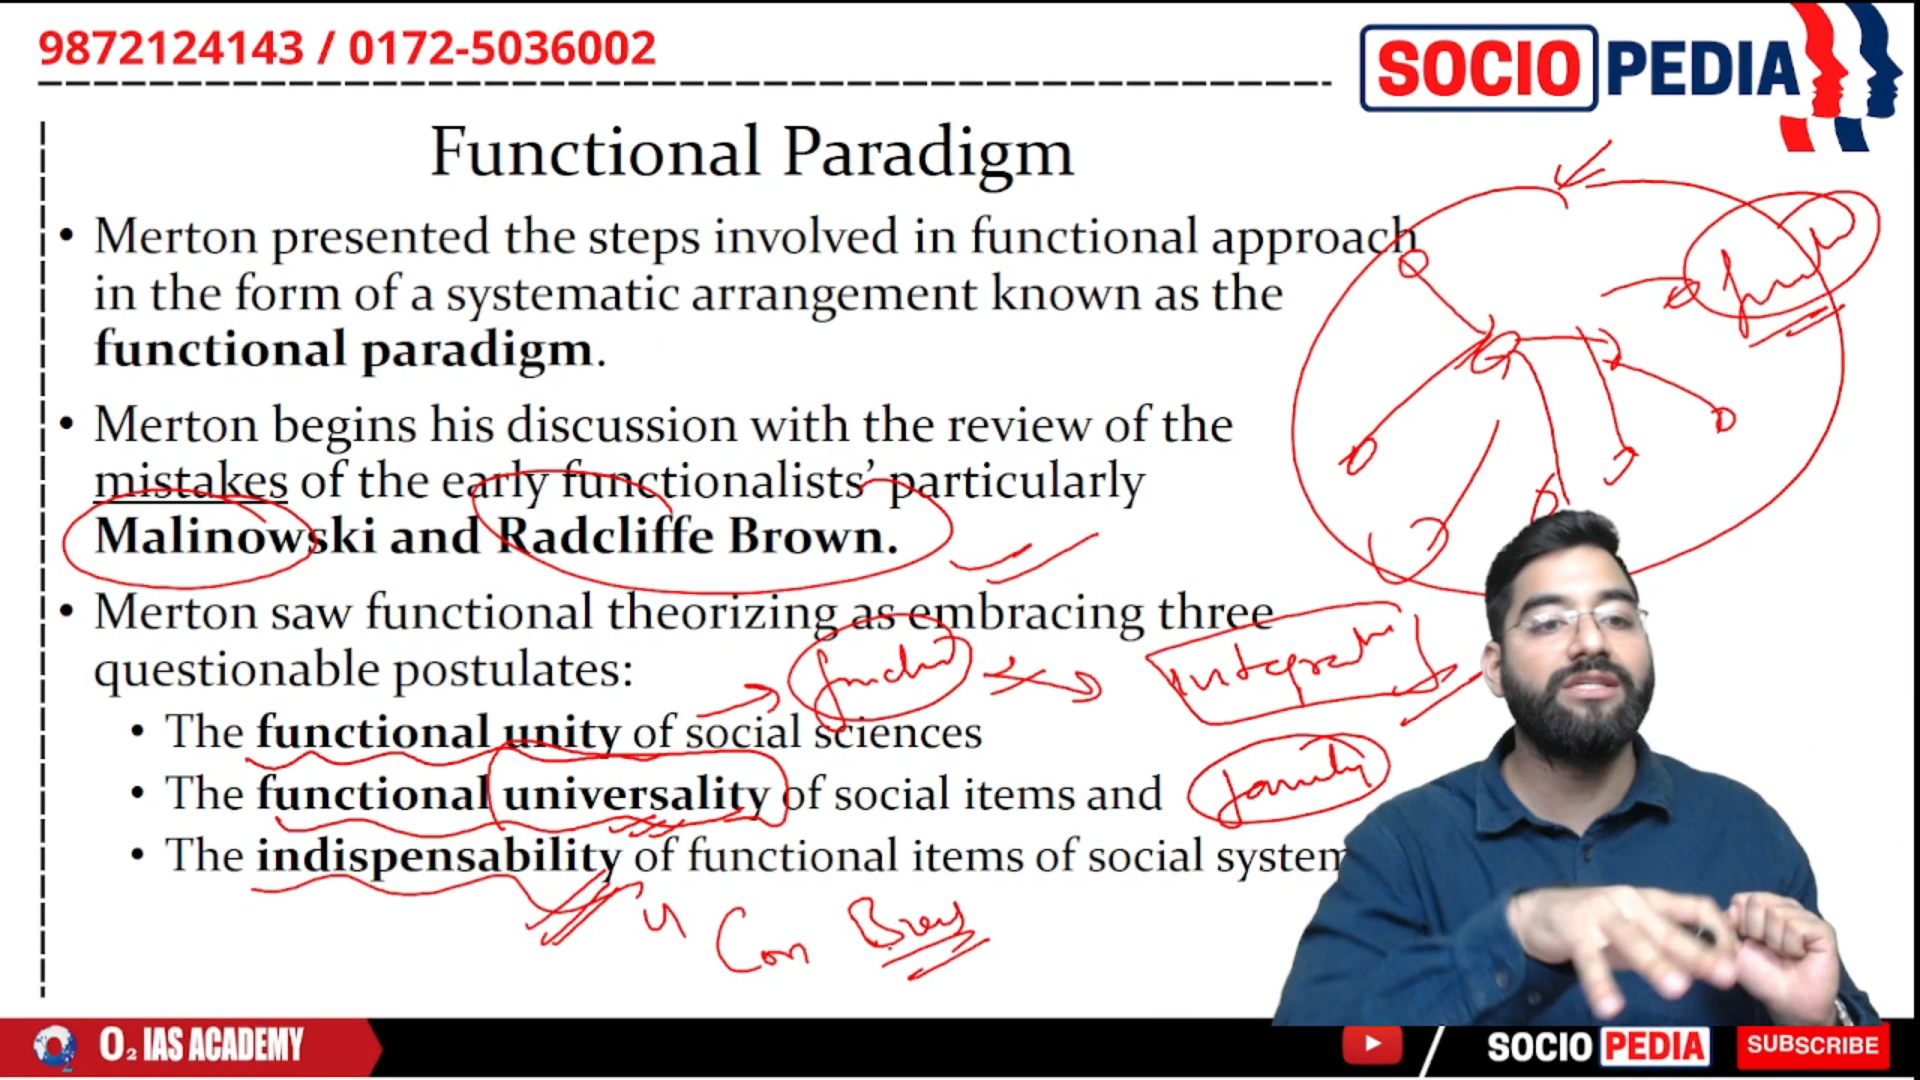 9872124143 / 0172-5036002
SOCIO PEDIA
Functional Paradigm
• Merton presented the steps involved in functional approach
in the form of a systematic arrangement known as the
functional paradigm.
• Merton begins his discussion with the review of the
mistakes of the early functionalists’ particularly
Malinowski and Radcliffe Brown.
• Merton saw functional theorizing as embracing three
questionable postulates:
• The functional unity of social sciences
• The functional universality of social items and
family
• The indispensability of functional items of social system
Con
O₂ IAS ACADEMY
SOCIO PEDIA
SUBSCRIBE